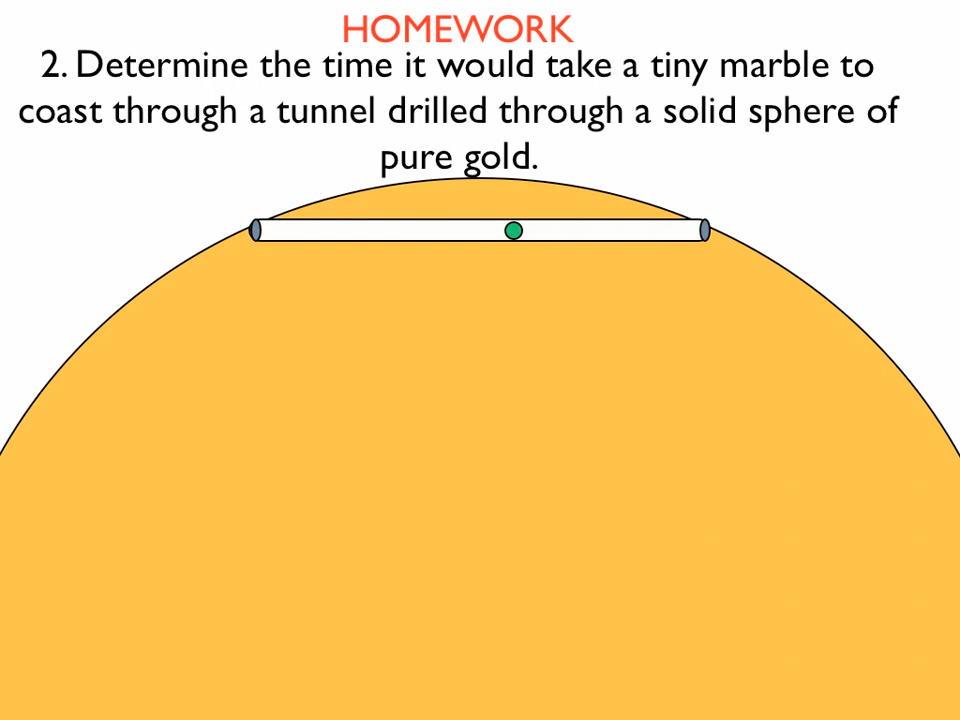 HOMEWORK
2. Determine the time it would take a tiny marble to
coast through a tunnel drilled through a solid sphere of
pure gold.